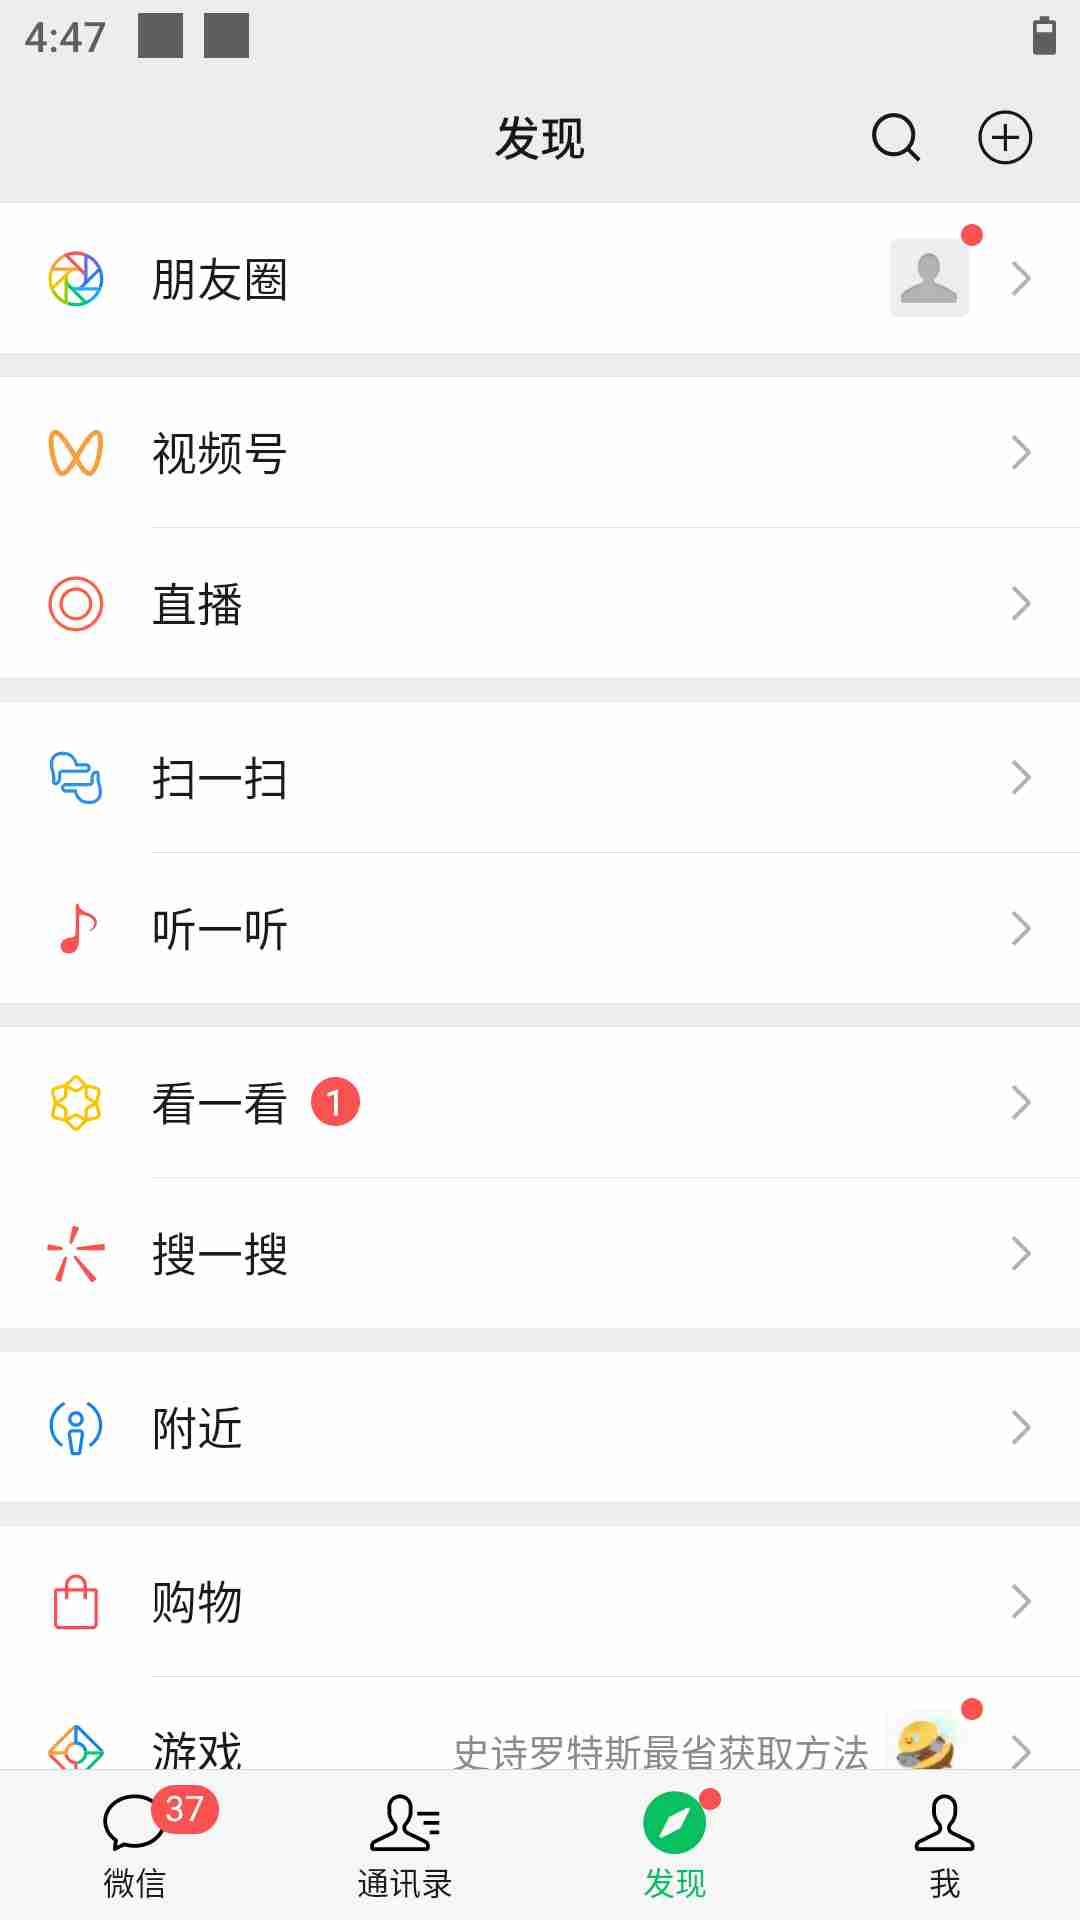 4:47
发现
朋友圈
视频号
直播
扫一扫
听一听
看一看 1
搜一搜
附近
购物
游戏 史诗罗特斯最省获取方法
37
微信 通讯录 发现 我